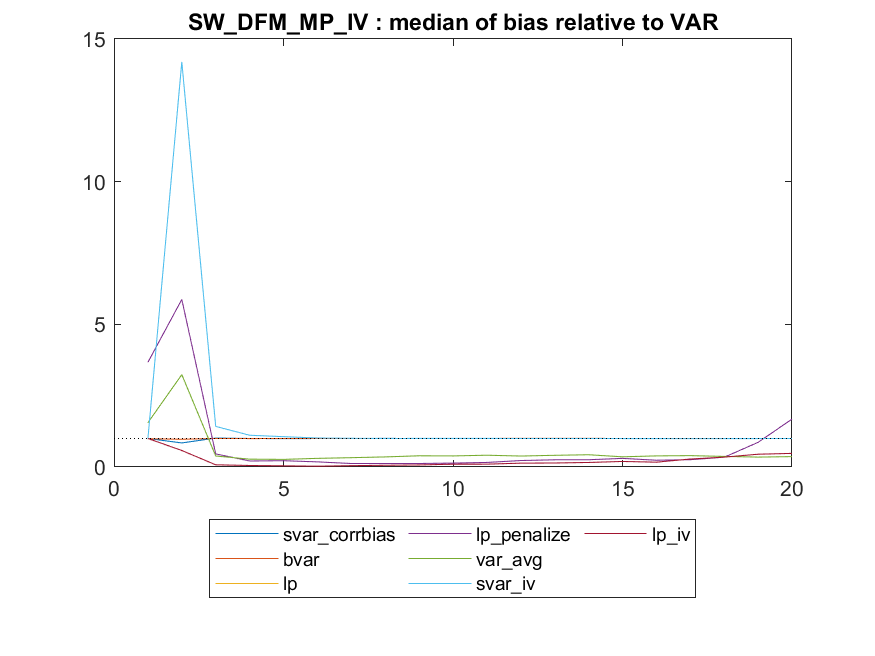 SW_DFM_MP_IV : median of bias relative to VAR
15
10
5
0
0 5 10 15 20
svar_corrbias lp_penalize lp_iv
bvar var_avg
lp svar_iv